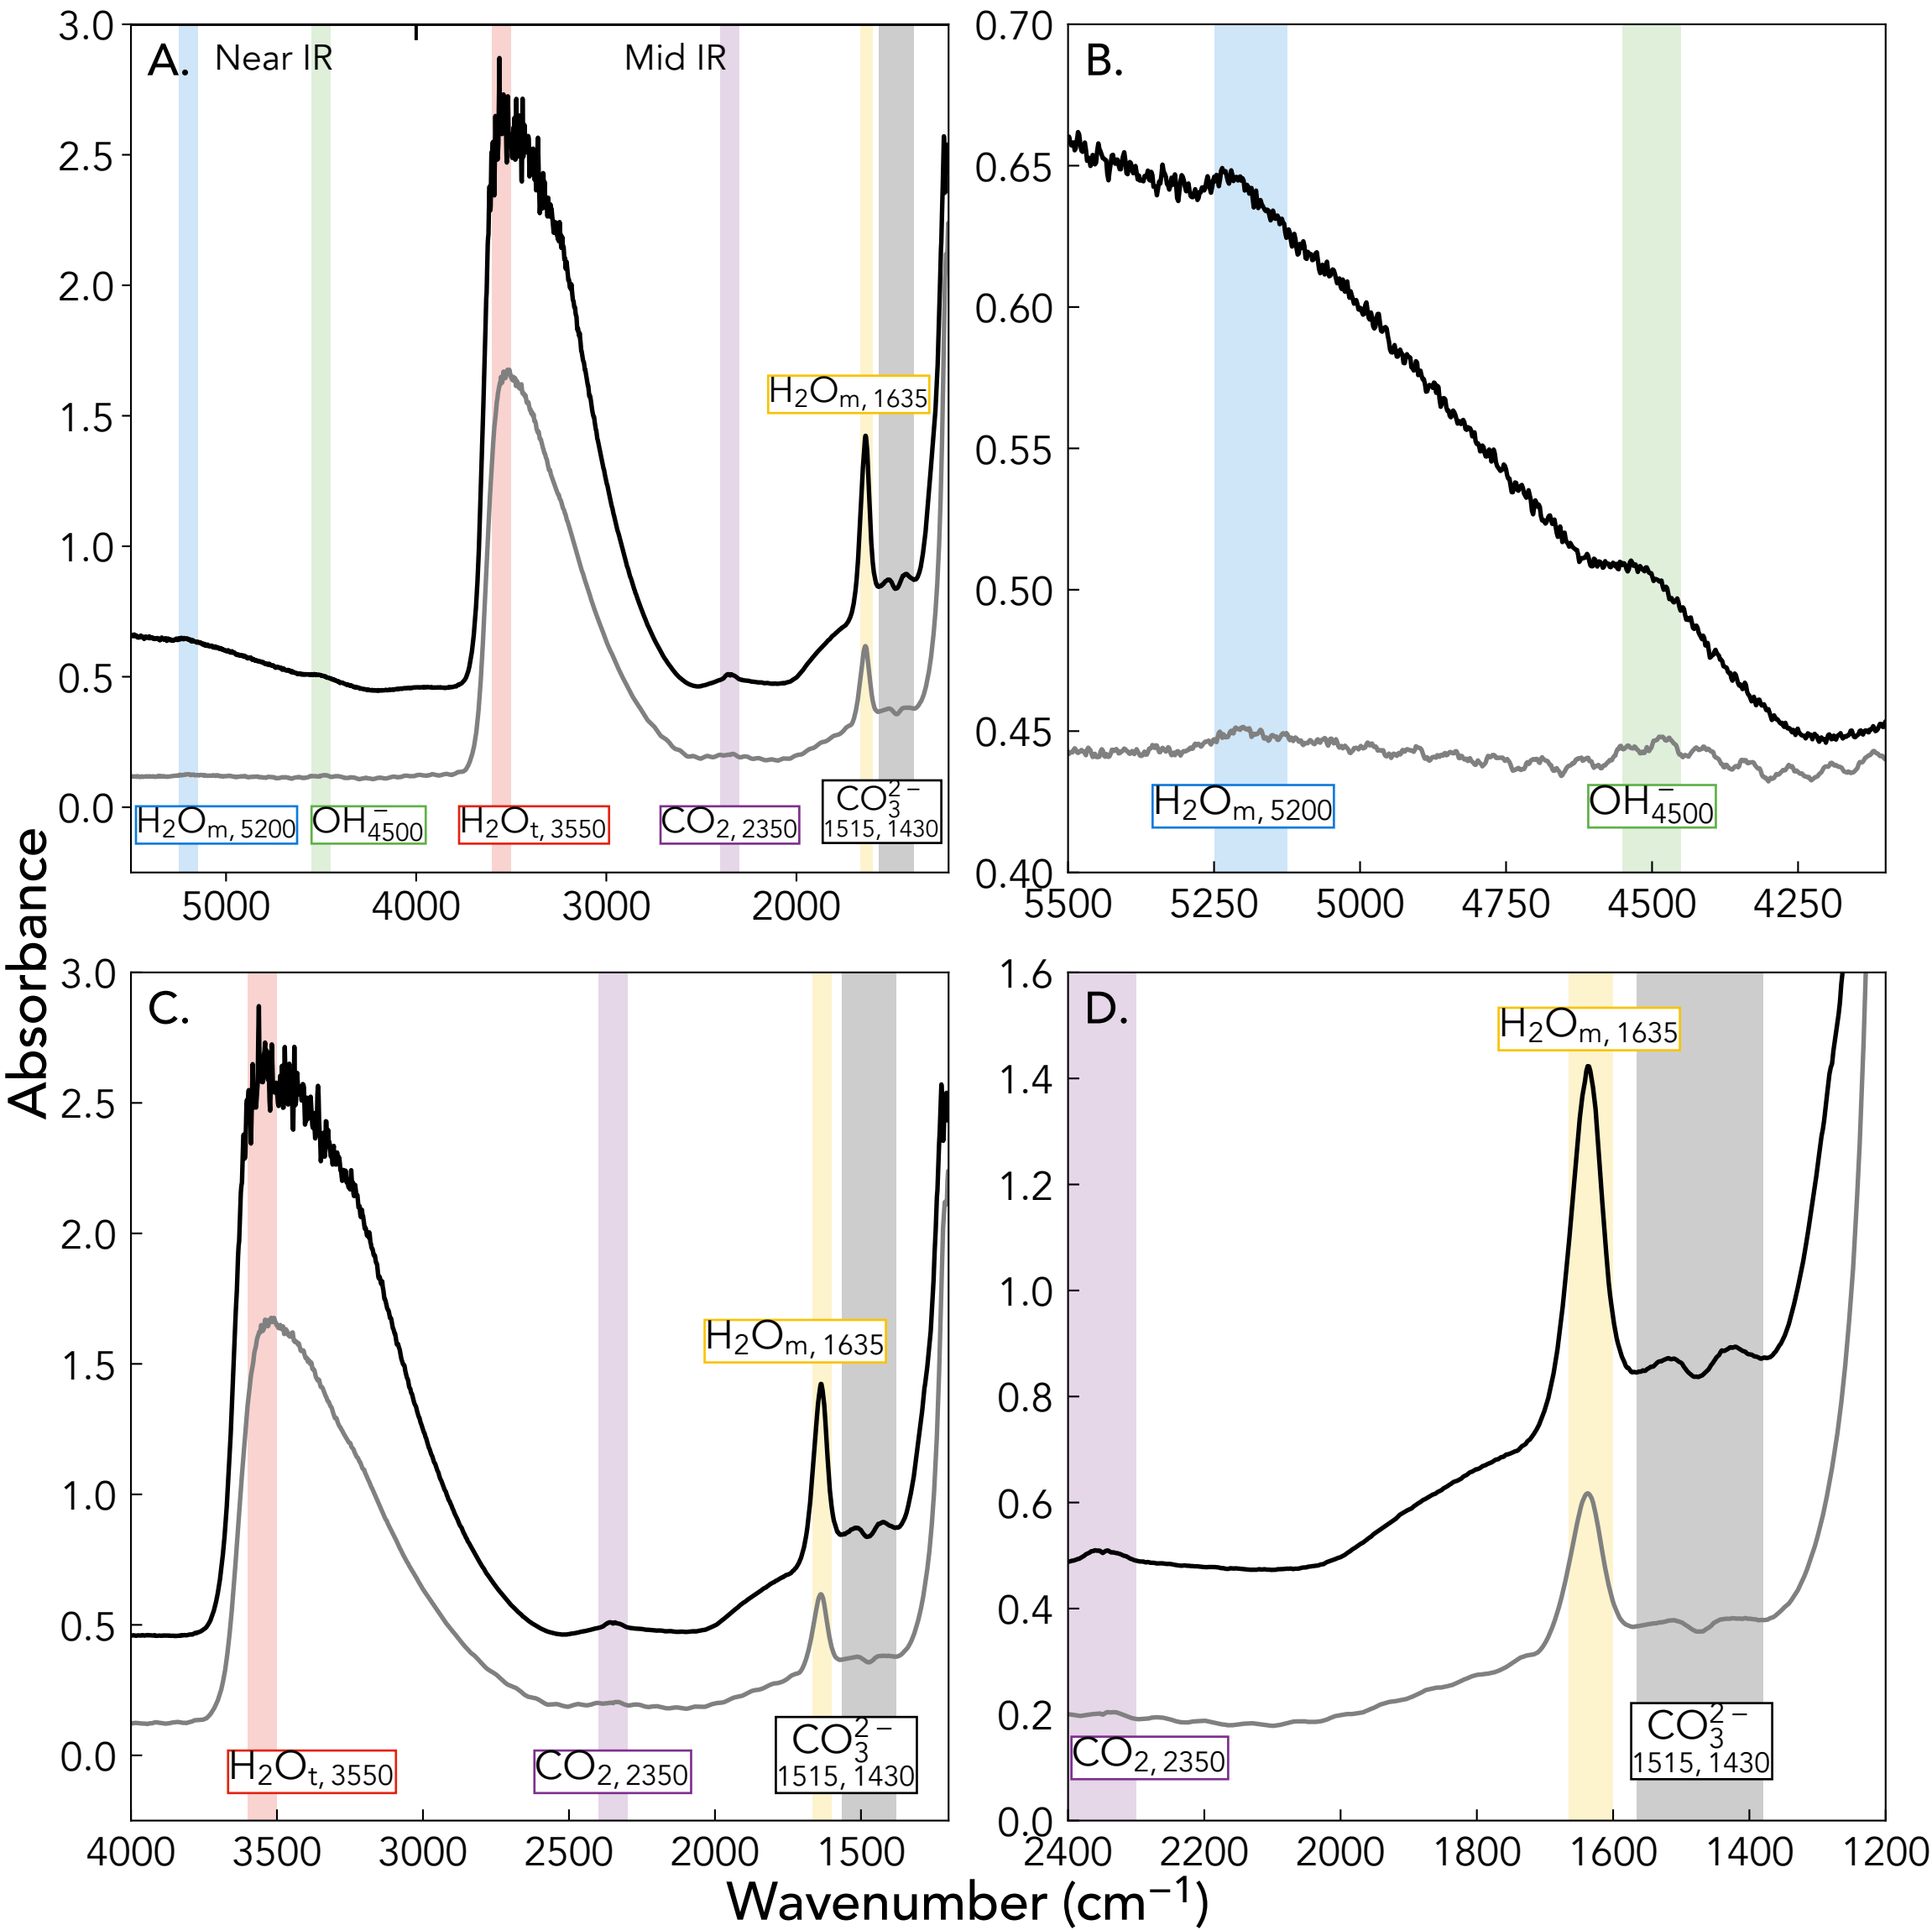 A. Near IR Mid IR
3.0
2.5
2.0
1.5
1.0
0.5
0.0
H₂Oₘ, ₁₆₃₅
H₂Oₘ, ₅₂₀₀
OH⁻₄₅₀₀
H₂Oₜ, ₃₅₅₀
CO₂, ₂₃₅₀
CO₃²⁻
1515, 1430
5000 4000 3000 2000
B.
0.70
0.65
0.60
0.55
0.50
0.45
0.40
H₂Oₘ, ₅₂₀₀
OH⁻₄₅₀₀
5500 5250 5000 4750 4500 4250
Absorbance
C.
3.0
2.5
2.0
1.5
1.0
0.5
0.0
H₂Oₘ, ₁₆₃₅
H₂Oₜ, ₃₅₅₀
CO₂, ₂₃₅₀
CO₃²⁻
1515, 1430
4000 3500 3000 2500 2000 1500
D.
1.6
1.4
1.2
1.0
0.8
0.6
0.4
0.2
0.0
H₂Oₘ, ₁₆₃₅
CO₂, ₂₃₅₀
CO₃²⁻
1515, 1430
2400 2200 2000 1800 1600 1400 1200
Wavenumber (cm⁻¹)